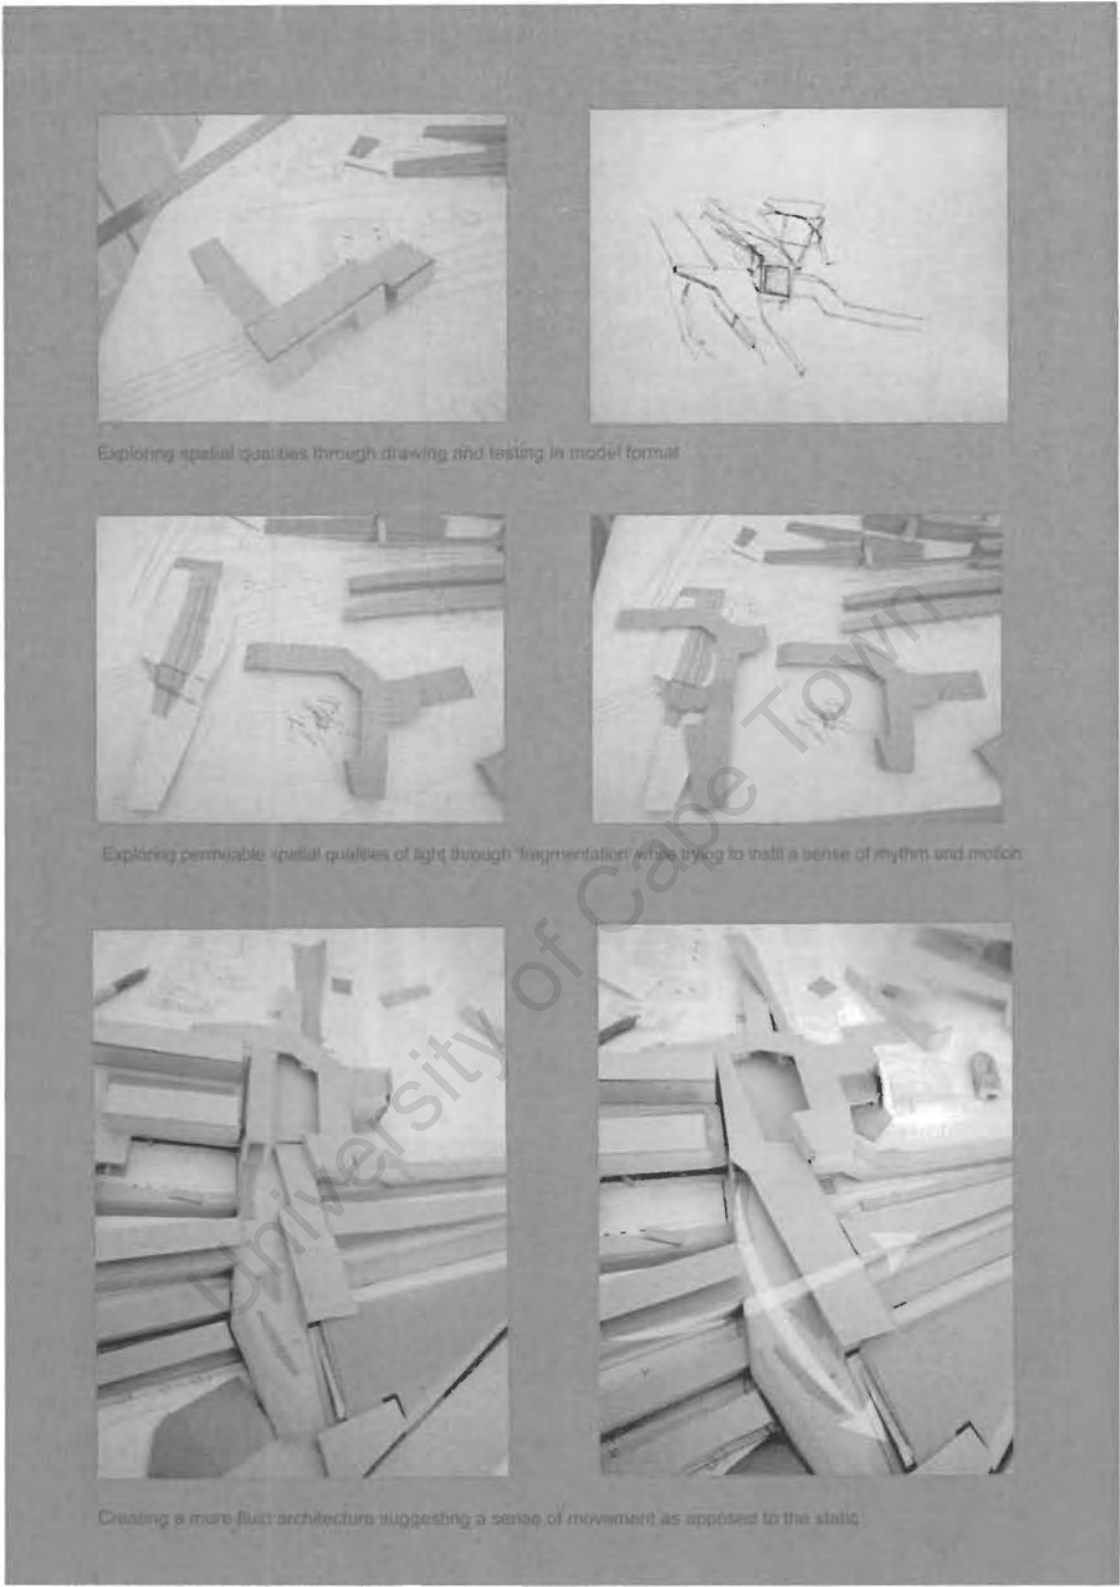 Exploring spatial qualities through drawing and testing in model format
Exploring permeable spatial qualities of light through 'fragmentation' while trying to instil a sense of rhythm and motion
Creating a more fluist architecture suggesting a sense of movement as apposed to the static
University of Cape Town